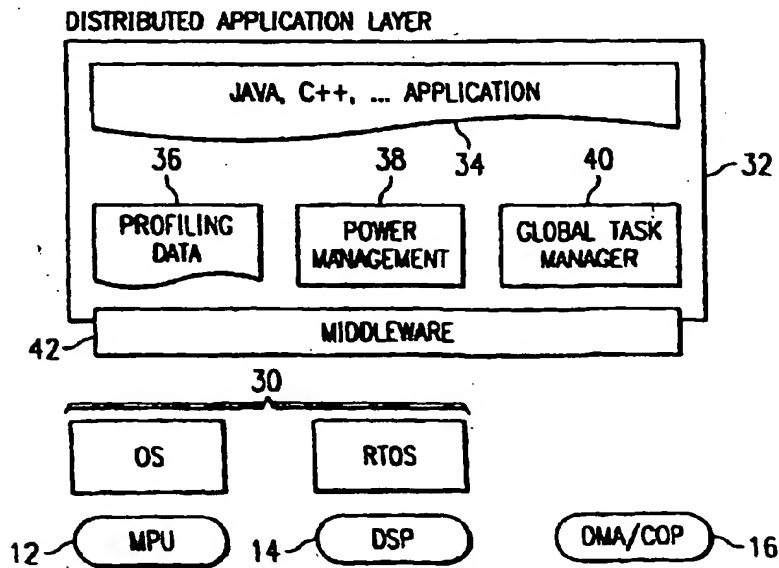 DISTRIBUTED APPLICATION LAYER
JAVA, C++, ... APPLICATION
34
32
36
38
40
PROFILING
DATA
POWER
MANAGEMENT
GLOBAL TASK
MANAGER
MIDDLEWARE
42
30
OS
RTOS
12
MPU
14
DSP
DMA/COP
16